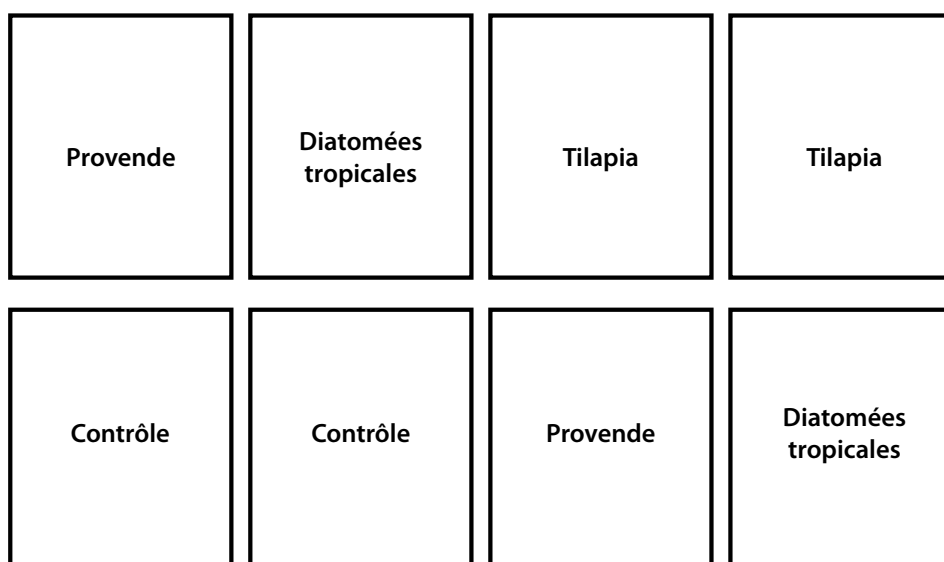 Provende
Diatomées
tropicales
Tilapia
Tilapia
Contrôle
Contrôle
Provende
Diatomées
tropicales